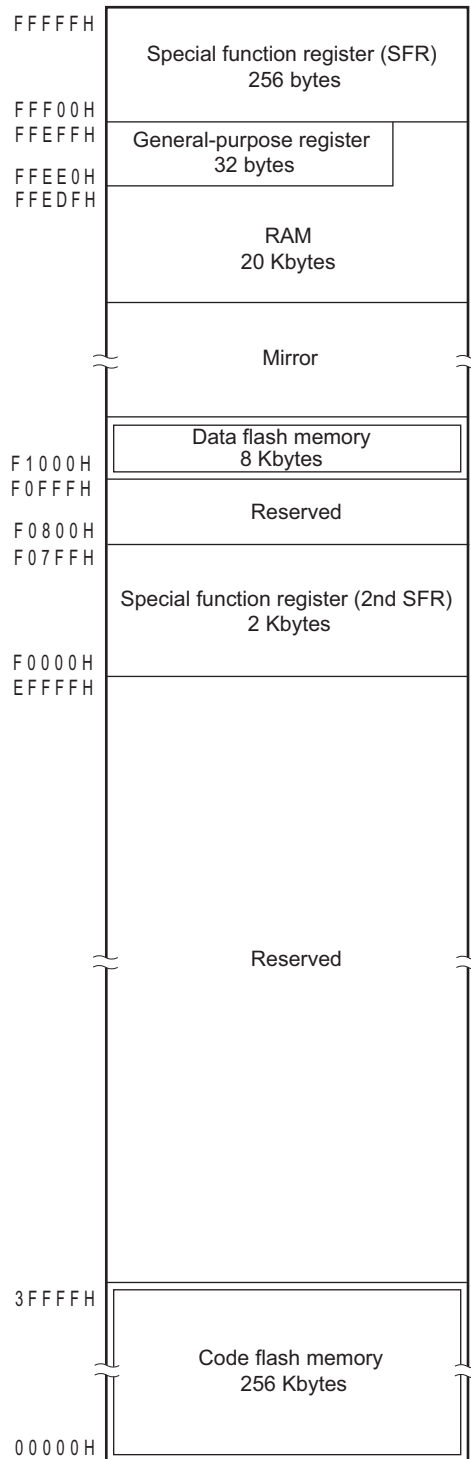 FFFFFH
Special function register (SFR)
256 bytes
FFF00H
FFEFFH
General-purpose register
32 bytes
FFEE0H
FFEDFH
RAM
20 Kbytes
Mirror
Data flash memory
8 Kbytes
F1000H
F0FFFH
Reserved
F0800H
F07FFH
Special function register (2nd SFR)
2 Kbytes
F0000H
EFFFFH
Reserved
3FFFFH
Code flash memory
256 Kbytes
00000H